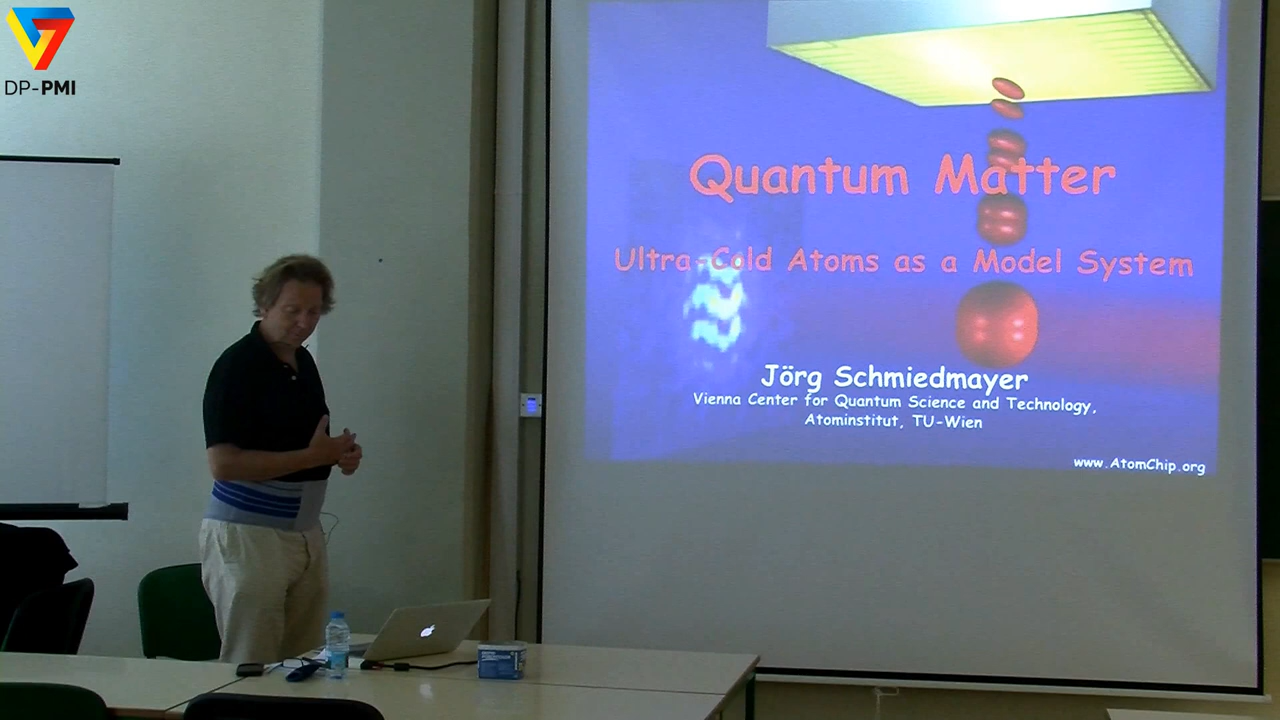 DP-PMI
Quantum Matter
Ultra-Cold Atoms as a Model System
Jörg Schmiedmayer
Vienna Center for Quantum Science and Technology,
Atominstitut, TU-Wien
www.AtomChip.org